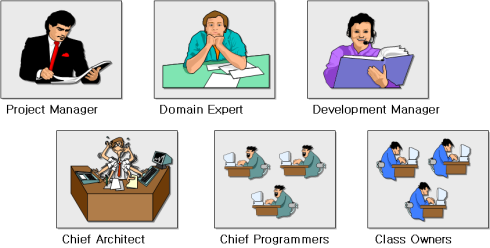 Project Manager
Domain Expert
Development Manager
Chief Architect
Chief Programmers
Class Owners